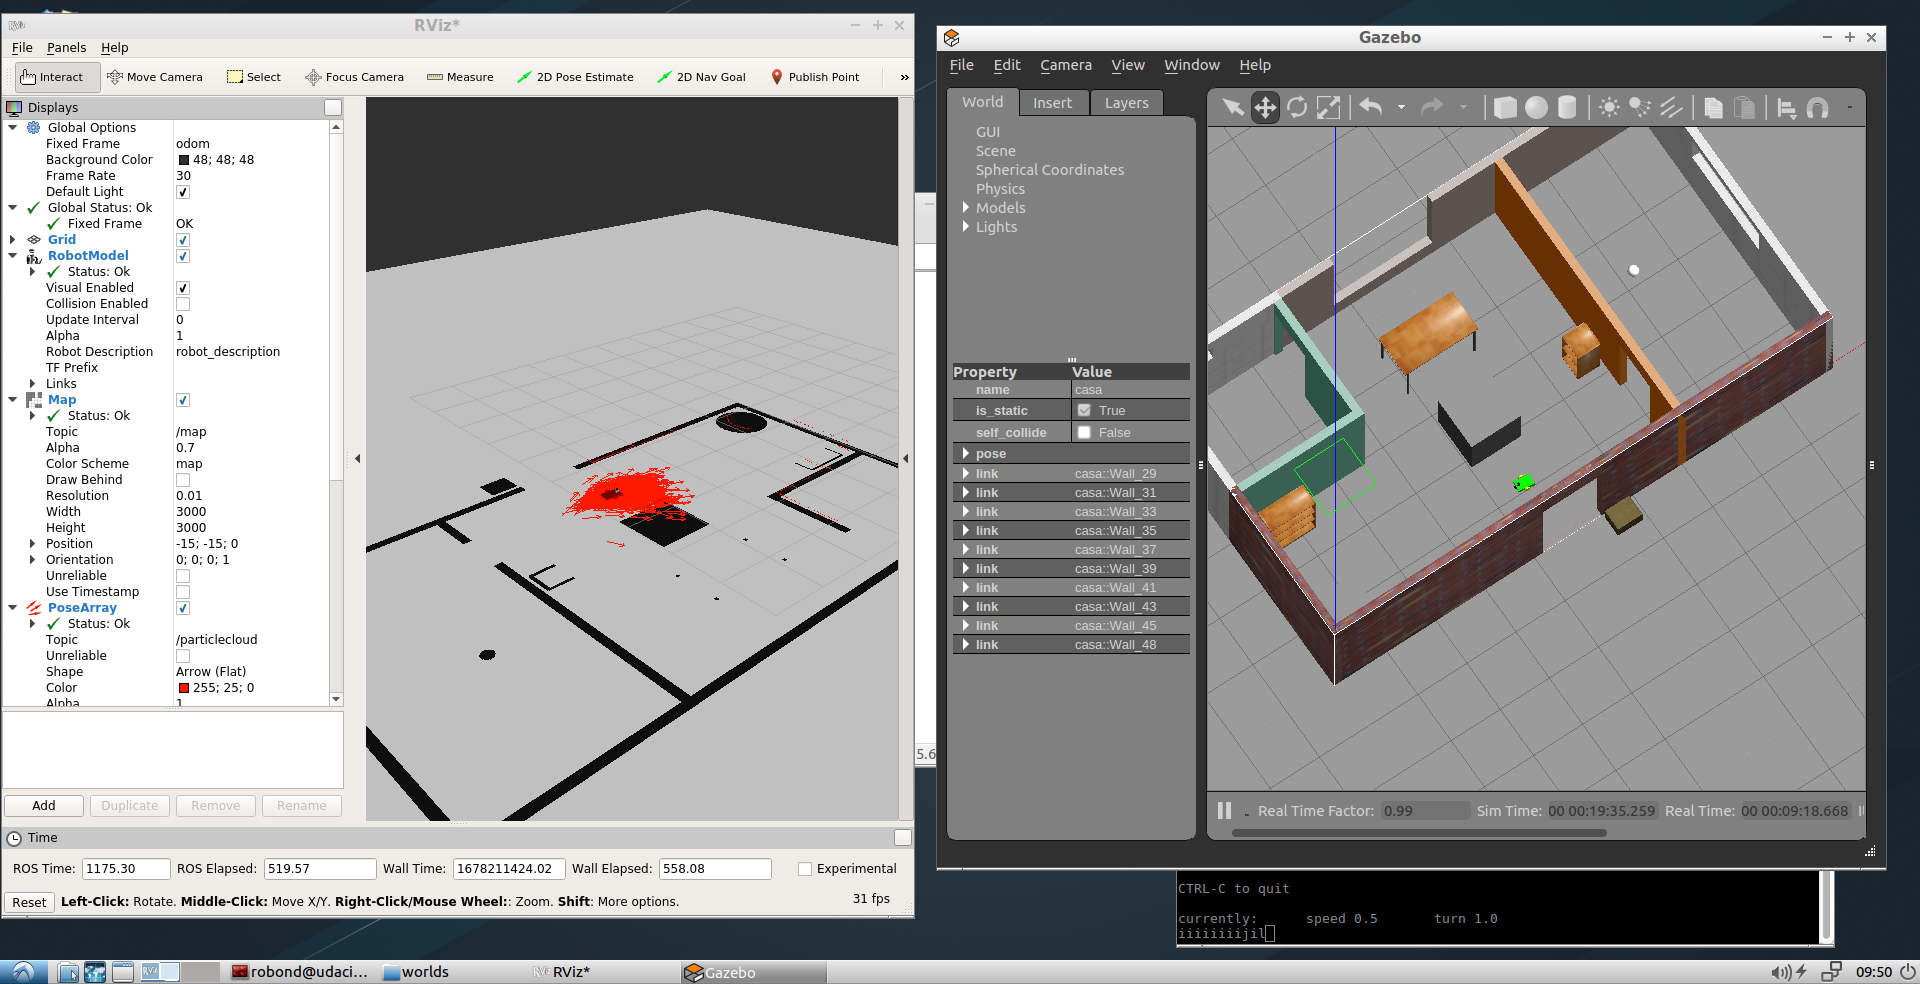 RViz*
File Panels Help
Interact Move Camera Select Focus Camera Measure 2D Pose Estimate 2D Nav Goal Publish Point »
Displays
Global Options
Fixed Frame odom
Background Color 48; 48; 48
Frame Rate 30
Default Light
Global Status: Ok
Fixed Frame OK
Grid
RobotModel
Status: Ok
Visual Enabled
Collision Enabled
Update Interval 0
Alpha 1
Robot Description robot_description
TF Prefix
Links
Map
Status: Ok
Topic /map
Alpha 0.7
Color Scheme map
Draw Behind
Resolution 0.01
Width 3000
Height 3000
Position -15; -15; 0
Orientation 0; 0; 0; 1
Unreliable
Use Timestamp
PoseArray
Status: Ok
Topic /particlecloud
Unreliable
Shape Arrow (Flat)
Color 255; 25; 0
Alpha 1
Add Duplicate Remove Rename
Time
ROS Time: 1175.30 ROS Elapsed: 519.57 Wall Time: 1678211424.02 Wall Elapsed: 558.08 Experimental
Reset Left-Click: Rotate. Middle-Click: Move X/Y. Right-Click/Mouse Wheel:: Zoom. Shift: More options. 31 fps
5.6
Gazebo
File Edit Camera View Window Help
World Insert Layers
GUI
Scene
Spherical Coordinates
Physics
Models
Lights
Property Value
name casa
is_static True
self_collide False
pose
link casa::Wall_29
link casa::Wall_31
link casa::Wall_33
link casa::Wall_35
link casa::Wall_37
link casa::Wall_39
link casa::Wall_41
link casa::Wall_43
link casa::Wall_45
link casa::Wall_48
Real Time Factor: 0.99 Sim Time: 00 00:19:35.259 Real Time: 00 00:09:18.668
CTRL-C to quit
currently: speed 0.5 turn 1.0
iiiiiiiijil
robond@udaci... worlds RViz* Gazebo 09:50